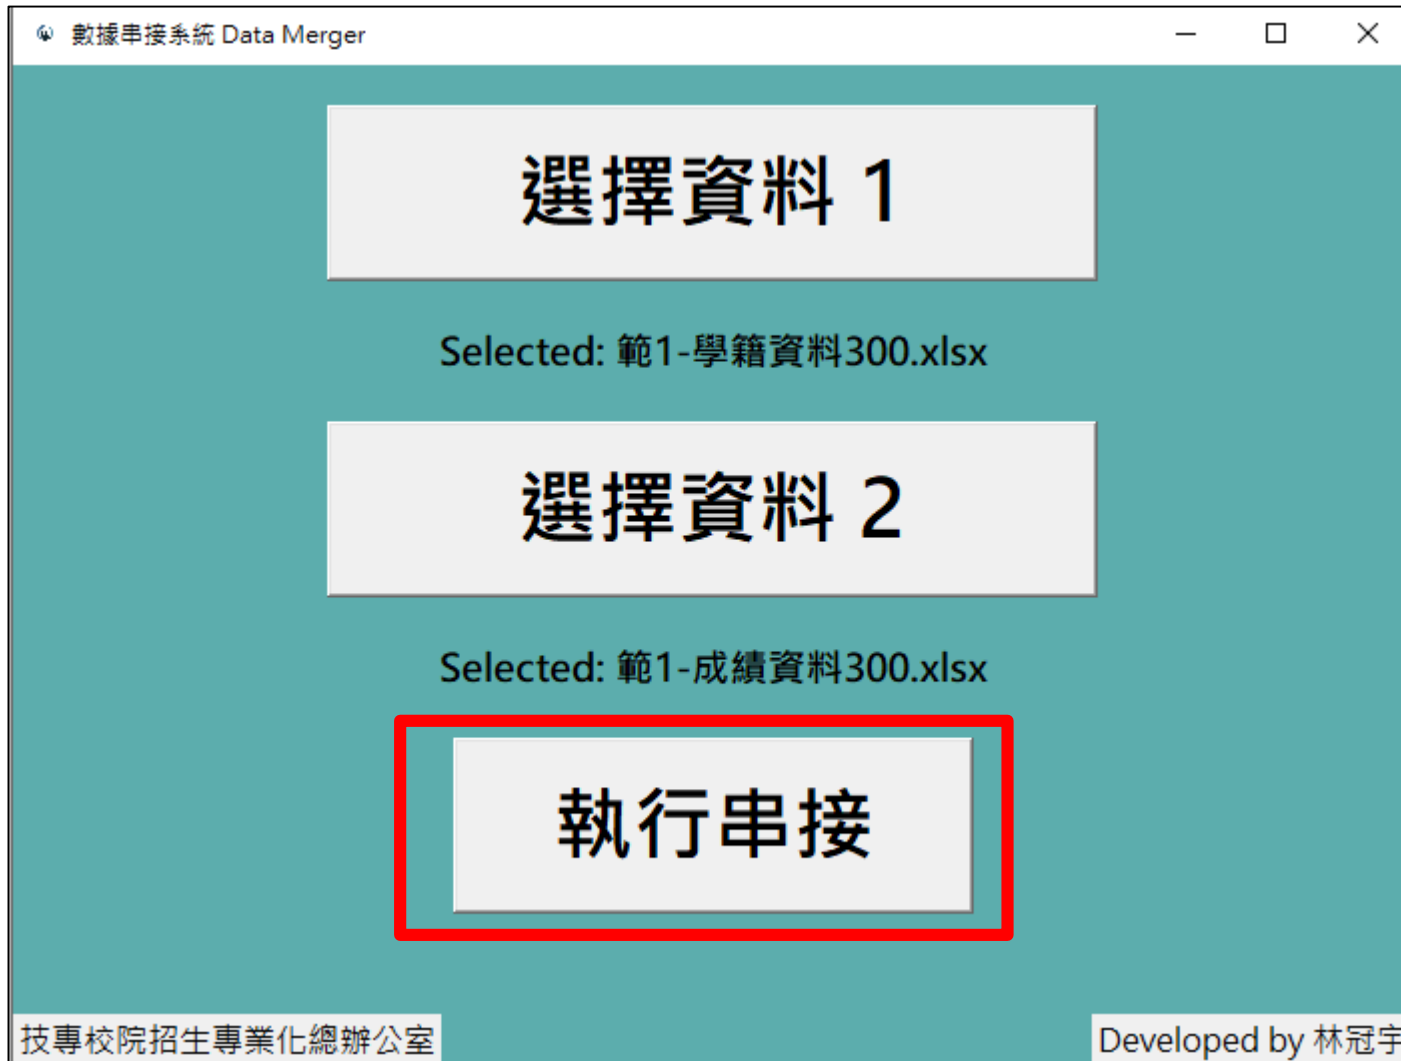 數據串接系統 Data Merger
選擇資料 1
Selected: 範1-學籍資料300.xlsx
選擇資料 2
Selected: 範1-成績資料300.xlsx
執行串接
技專校院招生專業化總辦公室
Developed by 林冠宇